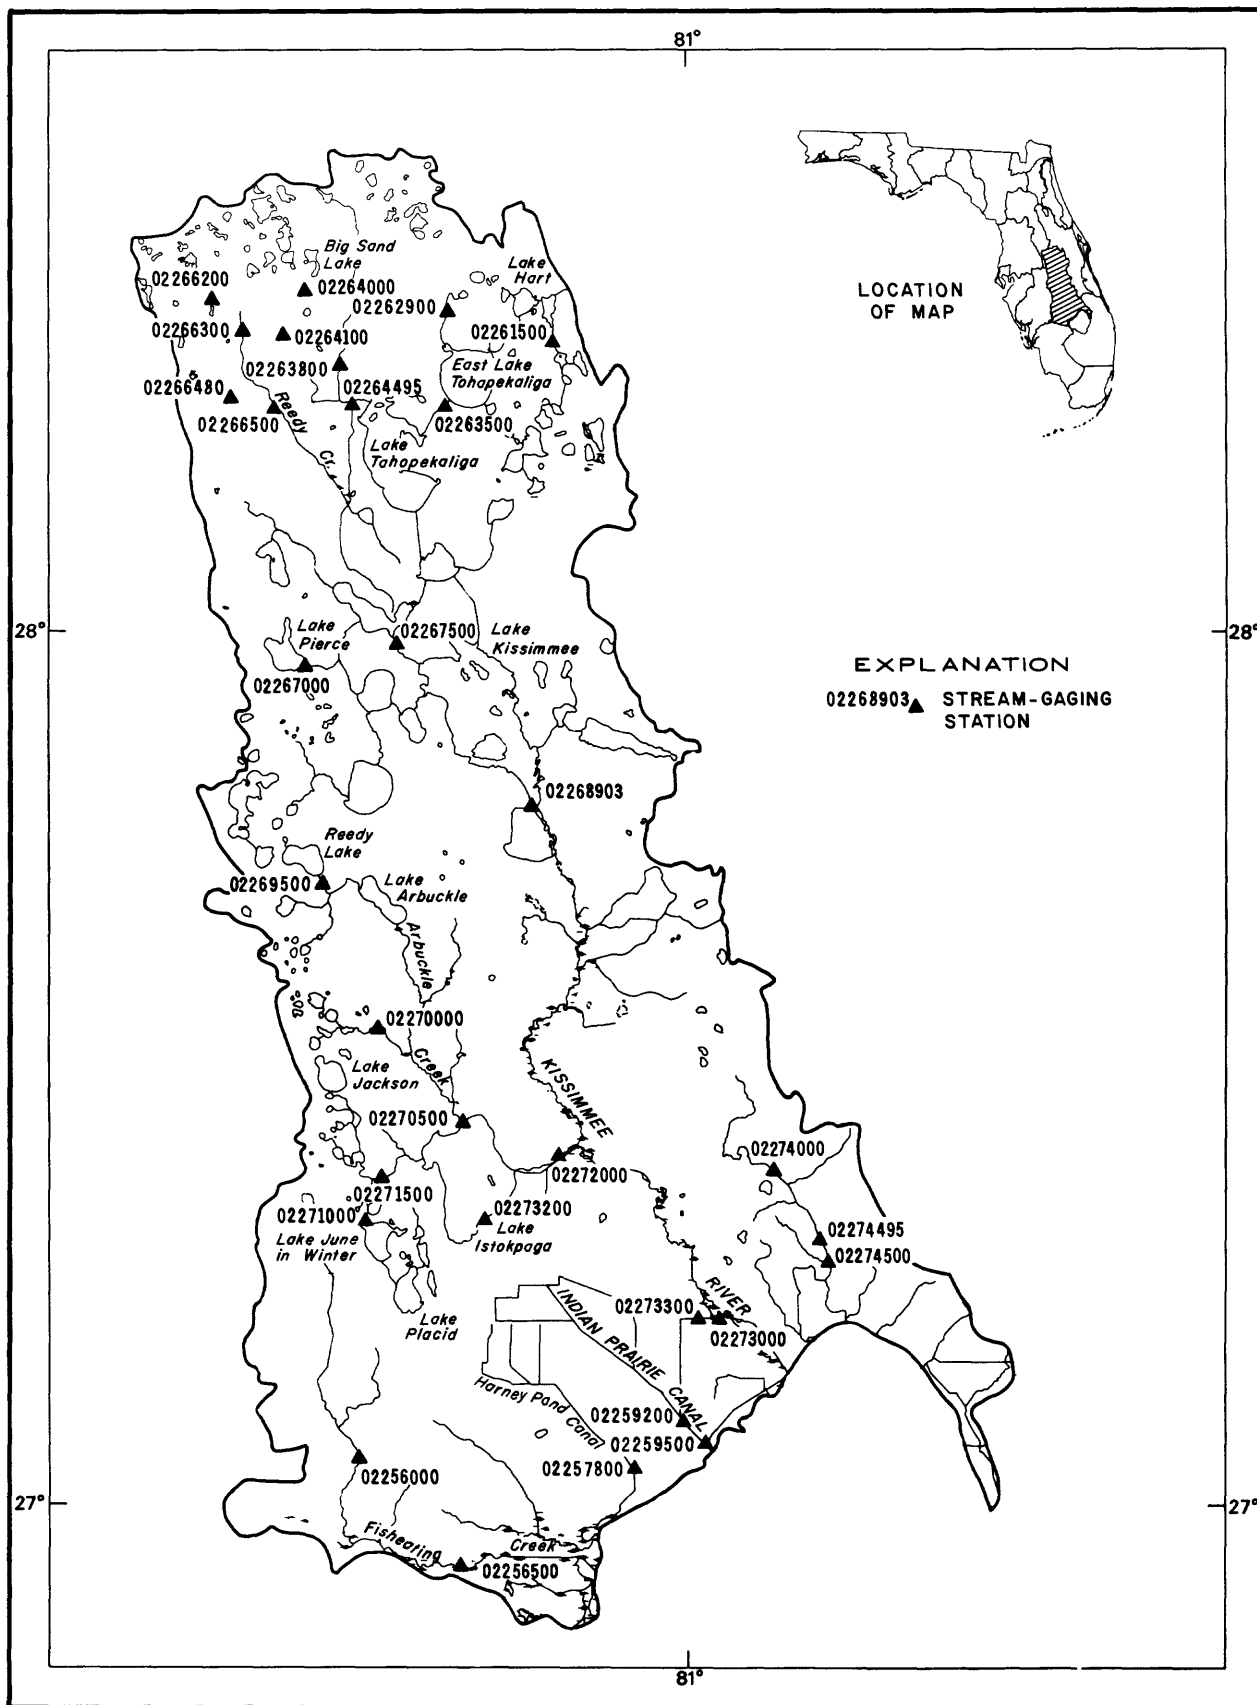 81°
LOCATION
OF MAP
Big Sand
Lake
Lake
Hart
02266200
02264000
02262900
02266300
02264100
02261500
02263800
East Lake
Tohopekaliga
02266480
02264495
02266500
Reedy
02263500
Lake
Tohopekaliga
Cr.
28°
28°
Lake
Pierce
02267500
Lake
Kissimmee
02267000
EXPLANATION
02268903
STREAM-GAGING
STATION
02268903
Reedy
Lake
02269500
Lake
Arbuckle
Arbuckle
02270000
Creek
Lake
Jackson
KISSIMMEE
02270500
02272000
02274000
02271500
02271000
02273200
Lake June
in Winter
Lake
Istokpaga
02274495
02274500
RIVER
INDIAN PRAIRIE CANAL
02273300
02273000
Lake
Placid
Harney Pond Canal
02259200
02259500
02257800
02256000
27°
27°
Fisheating
Creek
02256500
81°